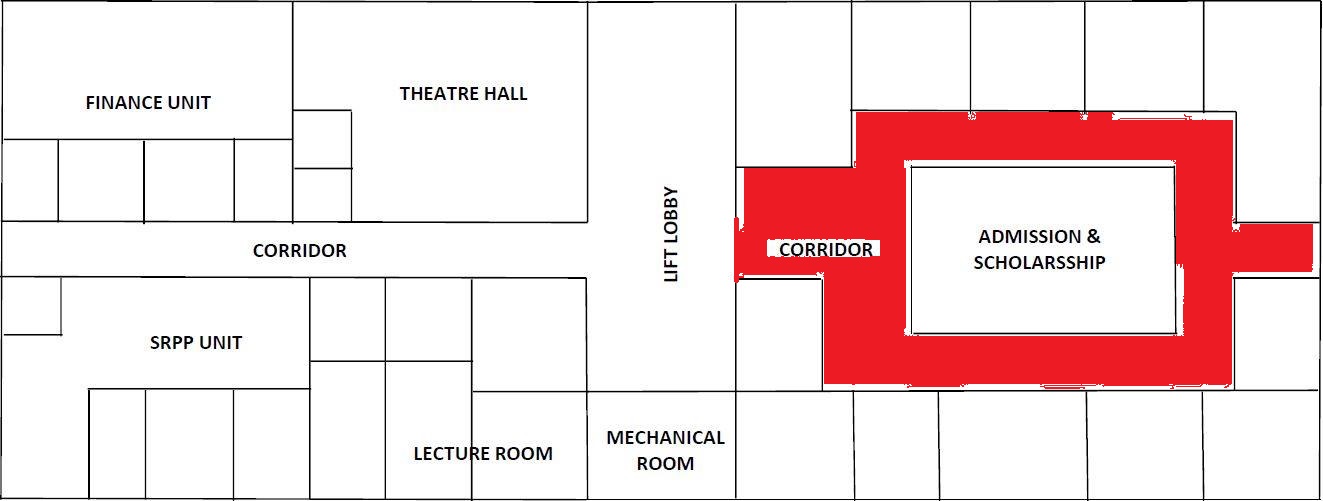 FINANCE UNIT
THEATRE HALL
CORRIDOR
LIFT LOBBY
CORRIDOR
ADMISSION &
SCHOLARSSHIP
SRPP UNIT
LECTURE ROOM
MECHANICAL
ROOM